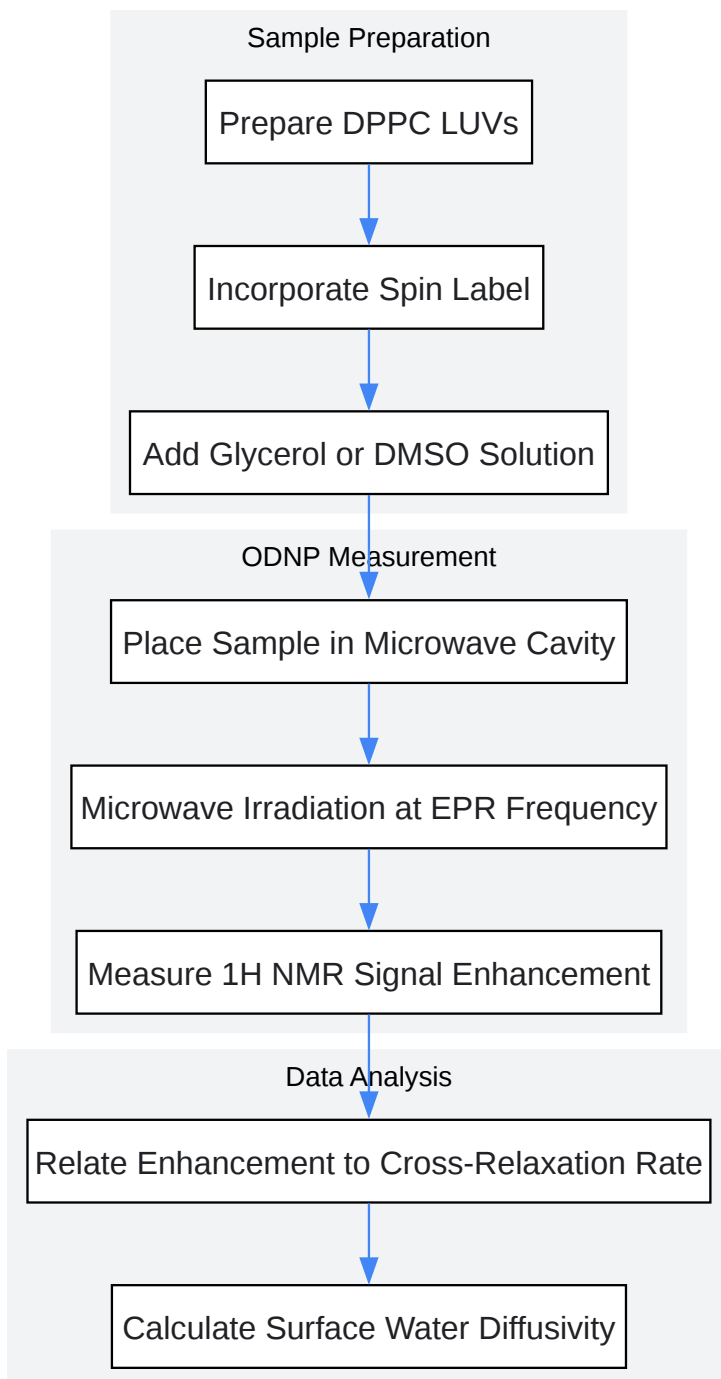 Sample Preparation
Prepare DPPC LUVs
Incorporate Spin Label
Add Glycerol or DMSO Solution
ODNP Measurement
Place Sample in Microwave Cavity
Microwave Irradiation at EPR Frequency
Measure 1H NMR Signal Enhancement
Data Analysis
Relate Enhancement to Cross-Relaxation Rate
Calculate Surface Water Diffusivity